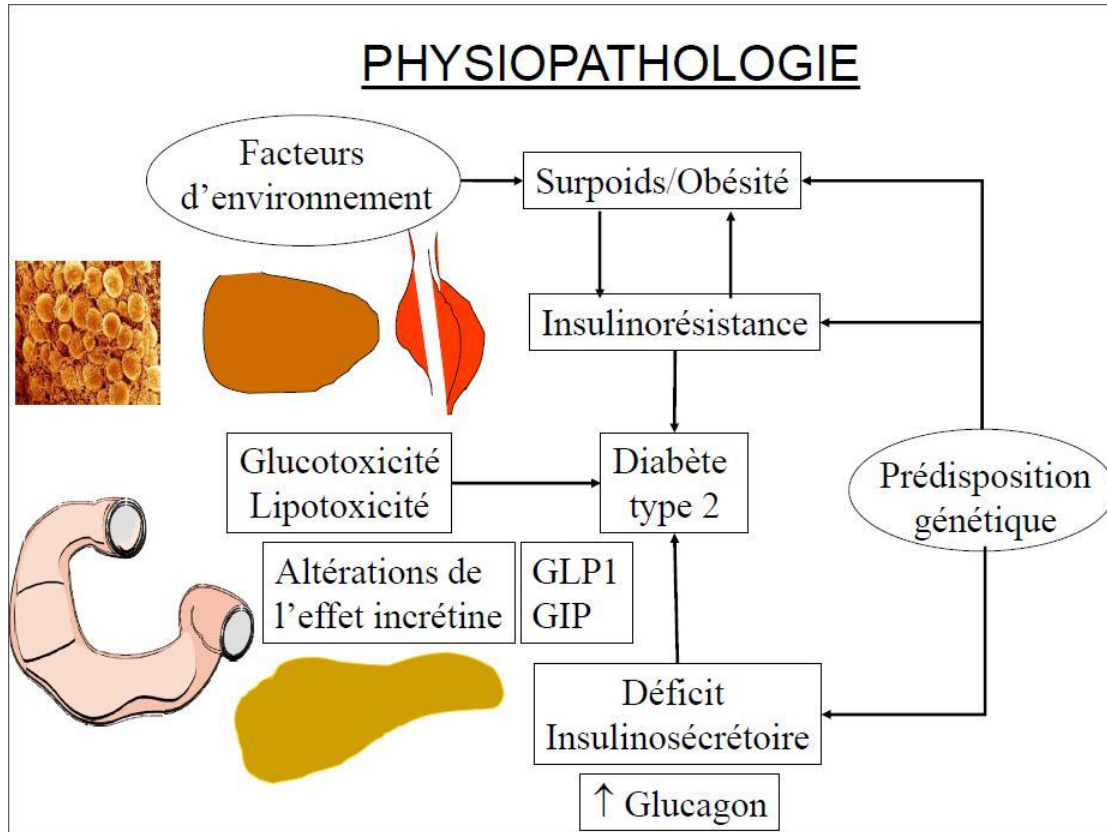 PHYSIOPATHOLOGIE
Facteurs
d’environnement
Surpoids/Obésité
Insulinorésistance
Glucotoxicité
Lipotoxicité
Diabète
type 2
Prédisposition
génétique
Altérations de
l’effet incrétine
GLP1
GIP
Déficit
Insulinosécrétoire
↑ Glucagon